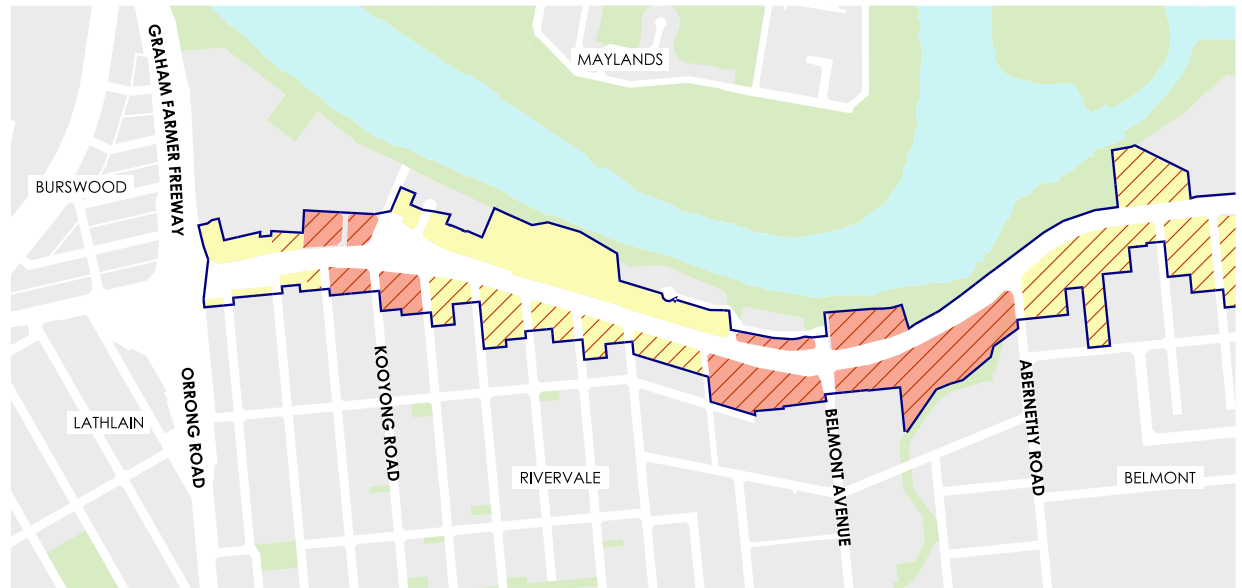 GRAHAM FARMER FREEWAY
MAYLANDS
BURSWOOD
ORRONG ROAD
KOOYONG ROAD
LATHLAIN
RIVERVALE
BELMONT AVENUE
ABERNETHY ROAD
BELMONT